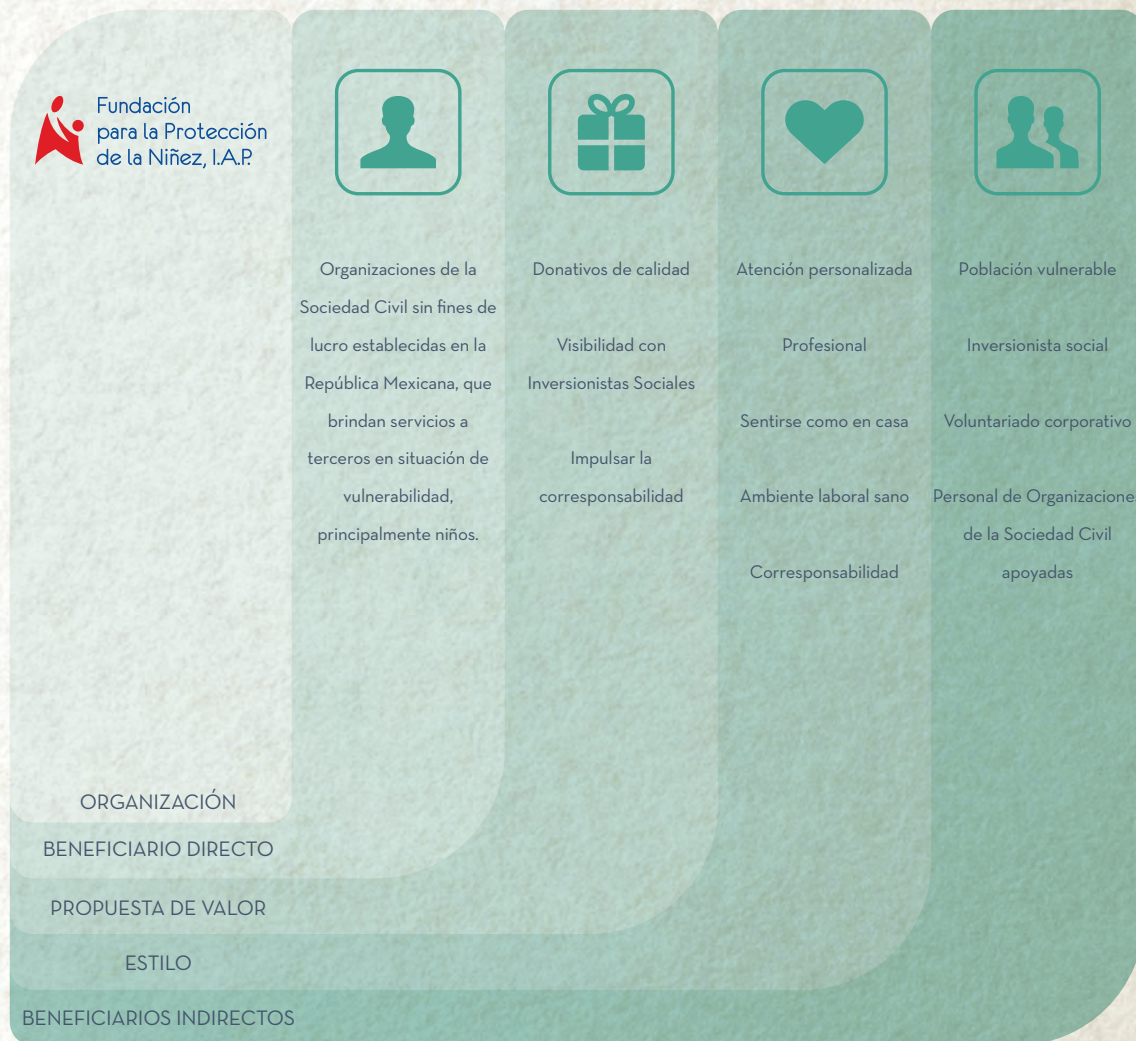 Fundación
para la Protección
de la Niñez, I.A.P.
Organizaciones de la
Sociedad Civil sin fines de
lucro establecidas en la
República Mexicana, que
brindan servicios a
terceros en situación de
vulnerabilidad,
principalmente niños.
Donativos de calidad
Visibilidad con
Inversionistas Sociales
Impulsar la
corresponsabilidad
Atención personalizada
Profesional
Sentirse como en casa
Ambiente laboral sano
Corresponsabilidad
Población vulnerable
Inversionista social
Voluntariado corporativo
Personal de Organizacione
de la Sociedad Civil
apoyadas
ORGANIZACIÓN
BENEFICIARIO DIRECTO
PROPUESTA DE VALOR
ESTILO
BENEFICIARIOS INDIRECTOS